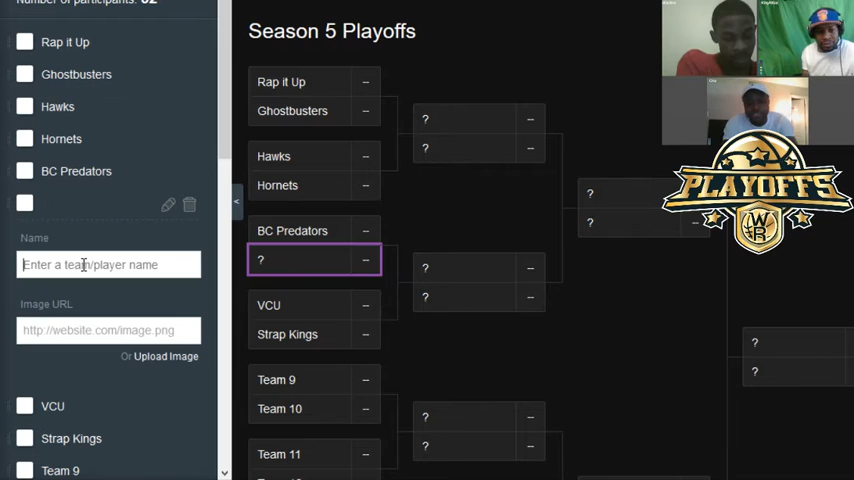 Number of participants: 32
Rap it Up
Ghostbusters
Hawks
Hornets
BC Predators
Name
Enter a team/player name
Image URL
http://website.com/image.png
Or Upload Image
VCU
Strap Kings
Team 9
<
Season 5 Playoffs
Rap it Up --
Ghostbusters --
Hawks --
Hornets --
BC Predators --
? --
VCU --
Strap Kings --
Team 9 --
Team 10 --
Team 11 --
? --
? --
? --
? --
? --
? --
?
? --
?
?
PLAYOFFS
WR